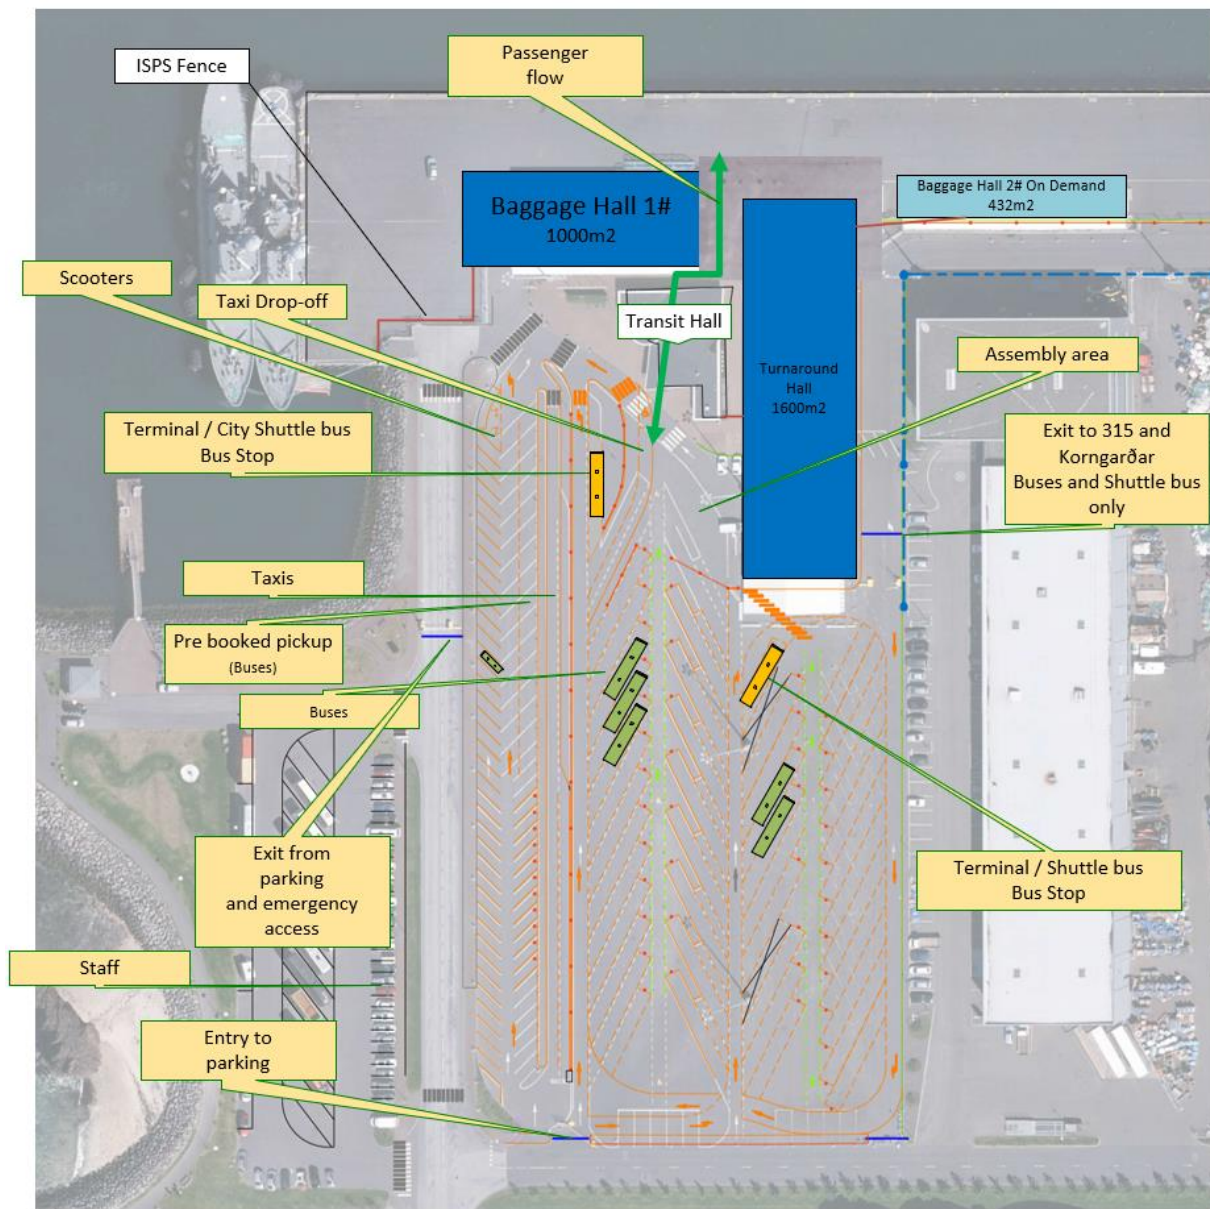 Passenger
flow
ISPS Fence
Baggage Hall 2# On Demand
432m2
Baggage Hall 1#
1000m2
Scooters
Taxi Drop-off
Transit Hall
Assembly area
Turnaround
Hall
1600m2
Terminal / City Shuttle bus
Bus Stop
Exit to 315 and
Korngarðar
Buses and Shuttle bus
only
Taxis
Pre booked pickup
(Buses)
Buses
Exit from
parking
and emergency
access
Terminal / Shuttle bus
Bus Stop
Staff
Entry to
parking